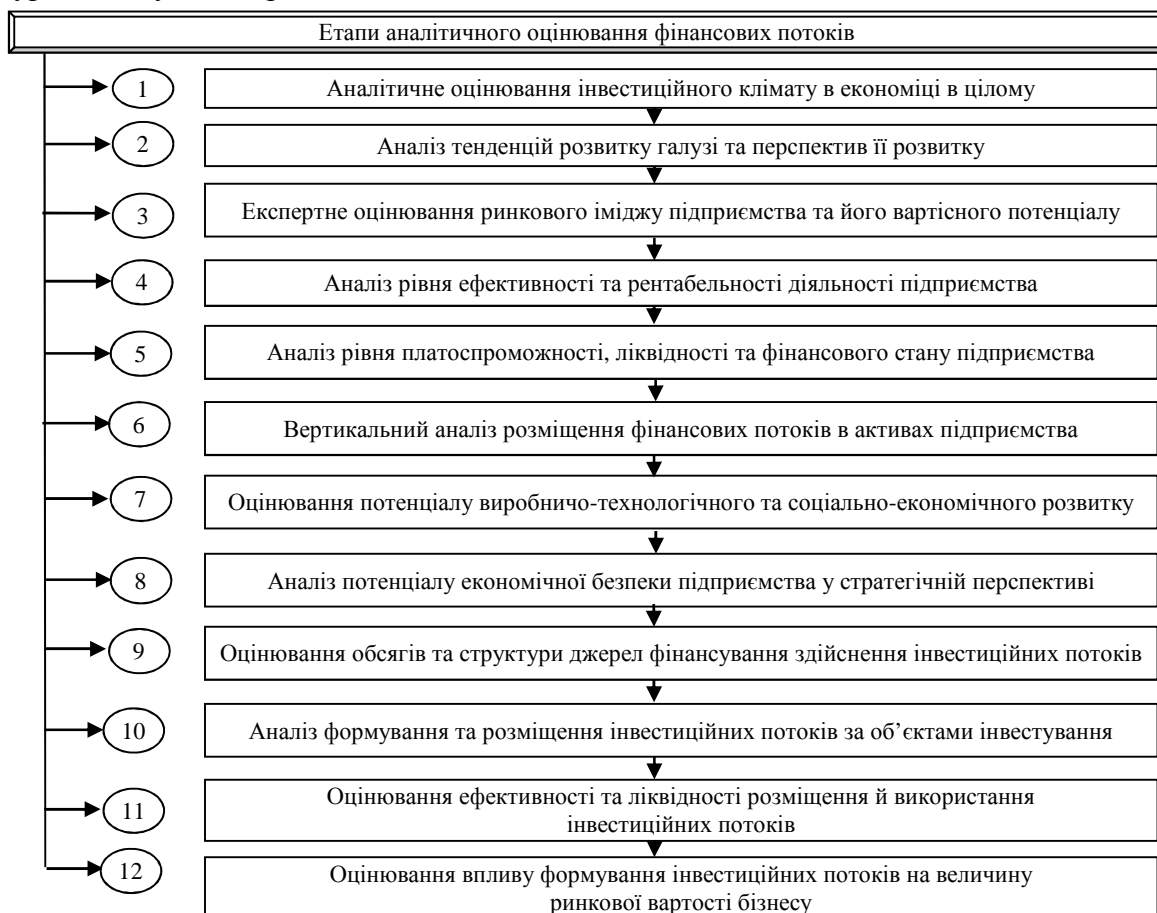 Етапи аналітичного оцінювання фінансових потоків
1
Аналітичне оцінювання інвестиційного клімату в економіці в цілому
2
Аналіз тенденцій розвитку галузі та перспектив її розвитку
3
Експертне оцінювання ринкового іміджу підприємства та його вартісного потенціалу
4
Аналіз рівня ефективності та рентабельності діяльності підприємства
5
Аналіз рівня платоспроможності, ліквідності та фінансового стану підприємства
6
Вертикальний аналіз розміщення фінансових потоків в активах підприємства
7
Оцінювання потенціалу виробничо-технологічного та соціально-економічного розвитку
8
Аналіз потенціалу економічної безпеки підприємства у стратегічній перспективі
9
Оцінювання обсягів та структури джерел фінансування здійснення інвестиційних потоків
10
Аналіз формування та розміщення інвестиційних потоків за об’єктами інвестування
11
Оцінювання ефективності та ліквідності розміщення й використання
інвестиційних потоків
12
Оцінювання впливу формування інвестиційних потоків на величину
ринкової вартості бізнесу